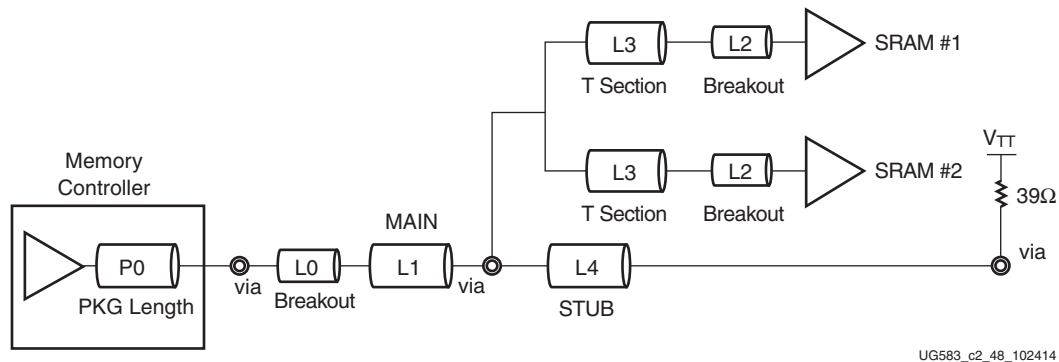 L3
L2
SRAM #1
T Section
Breakout
L3
L2
SRAM #2
T Section
Breakout
VTT
39Ω
via
Memory
Controller
P0
PKG Length
via
L0
Breakout
MAIN
L1
via
L4
STUB
UG583_c2_48_102414